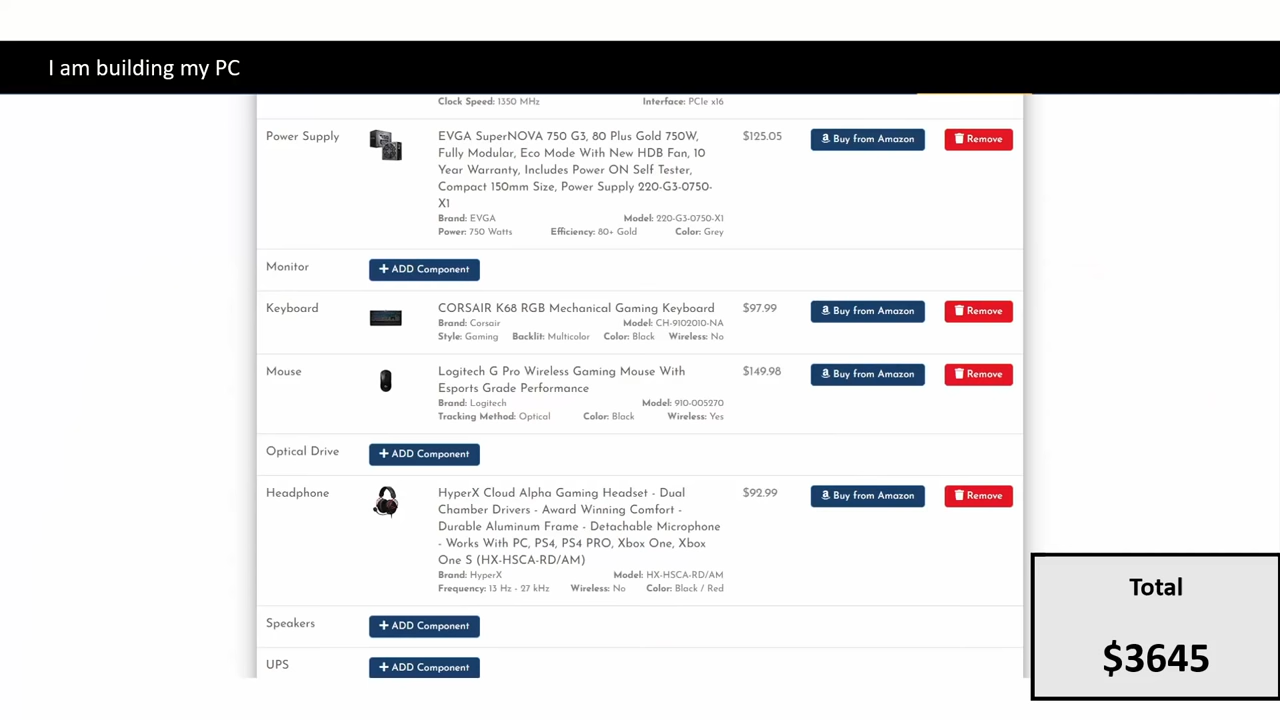 I am building my PC
Clock Speed: 1350 MHz Interface: PCIe x16
Power Supply
EVGA SuperNOVA 750 G3, 80 Plus Gold 750W,
Fully Modular, Eco Mode With New HDB Fan, 10
Year Warranty, Includes Power ON Self Tester,
Compact 150mm Size, Power Supply 220-G3-0750-
X1
Brand: EVGA Model: 220-G3-0750-X1
Power: 750 Watts Efficiency: 80+ Gold Color: Grey
$125.05
Buy from Amazon
Remove
Monitor
ADD Component
Keyboard
CORSAIR K68 RGB Mechanical Gaming Keyboard
Brand: Corsair Model: CH-9102010-NA
Style: Gaming Backlit: Multicolor Color: Black Wireless: No
$97.99
Buy from Amazon
Remove
Mouse
Logitech G Pro Wireless Gaming Mouse With
Esports Grade Performance
Brand: Logitech Model: 910-005270
Tracking Method: Optical Color: Black Wireless: Yes
$149.98
Buy from Amazon
Remove
Optical Drive
ADD Component
Headphone
HyperX Cloud Alpha Gaming Headset - Dual
Chamber Drivers - Award Winning Comfort -
Durable Aluminum Frame - Detachable Microphone
- Works With PC, PS4, PS4 PRO, Xbox One, Xbox
One S (HX-HSCA-RD/AM)
Brand: HyperX Model: HX-HSCA-RD/AM
Frequency: 13 Hz - 27 kHz Wireless: No Color: Black / Red
$92.99
Buy from Amazon
Remove
Speakers
ADD Component
UPS
ADD Component
Total
$3645